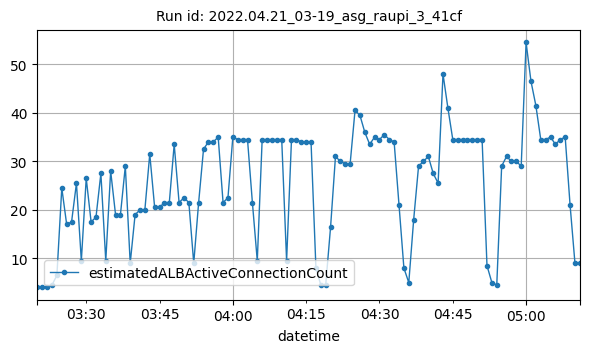 Run id: 2022.04.21_03-19_asg_raupi_3_41cf
50
40
30
20
10
estimatedALBActiveConnectionCount
03:30 03:45 04:00 04:15 04:30 04:45 05:00
datetime